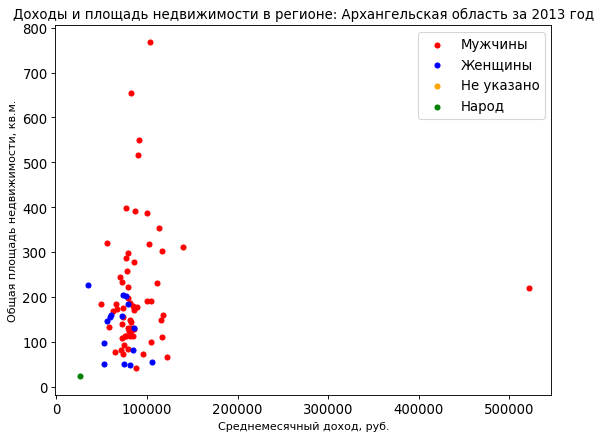 Доходы и площадь недвижимости в регионе: Архангельская область за 2013 год
Мужчины
Женщины
Не указано
Народ
Общая площадь недвижимости, кв.м.
800
700
600
500
400
300
200
100
0
0
100000
200000
300000
400000
500000
Среднемесячный доход, руб.